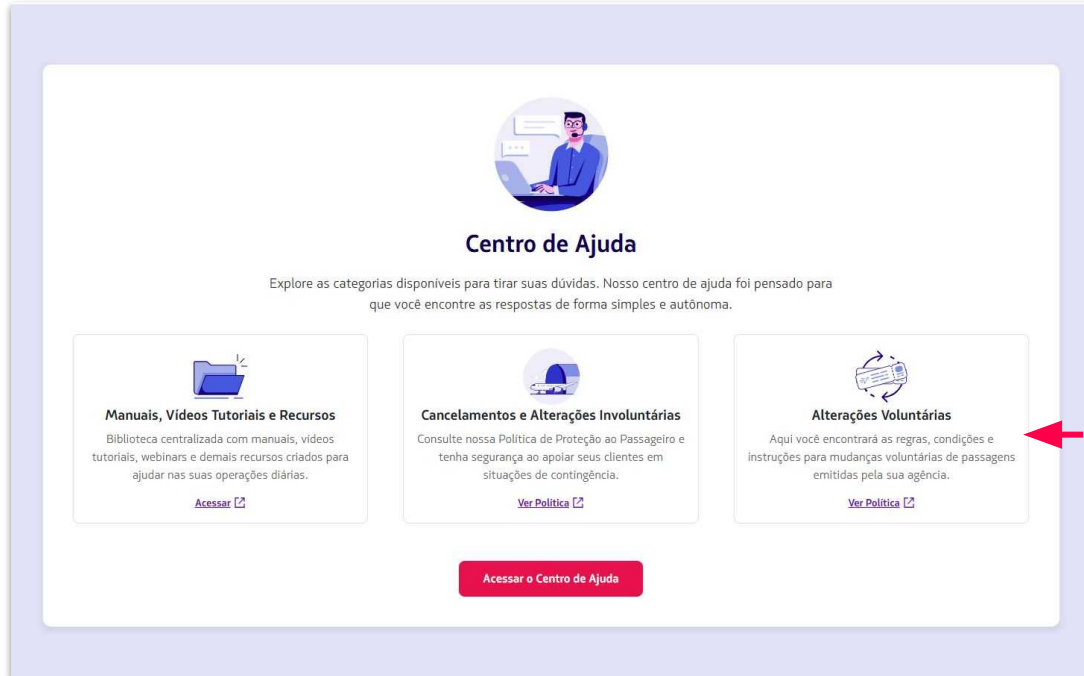 Centro de Ajuda
Explore as categorias disponíveis para tirar suas dúvidas. Nosso centro de ajuda foi pensado para
que você encontre as respostas de forma simples e autônoma.
Manuais, Vídeos Tutoriais e Recursos
Biblioteca centralizada com manuais, vídeos
tutoriais, webinars e demais recursos criados para
ajudar nas suas operações diárias.
Acessar
Cancelamentos e Alterações Involuntárias
Consulte nossa Política de Proteção ao Passageiro e
tenha segurança ao apoiar seus clientes em
situações de contingência.
Ver Política
Alterações Voluntárias
Aqui você encontrará as regras, condições e
instruções para mudanças voluntárias de passagens
emitidas pela sua agência.
Ver Política
Acessar o Centro de Ajuda